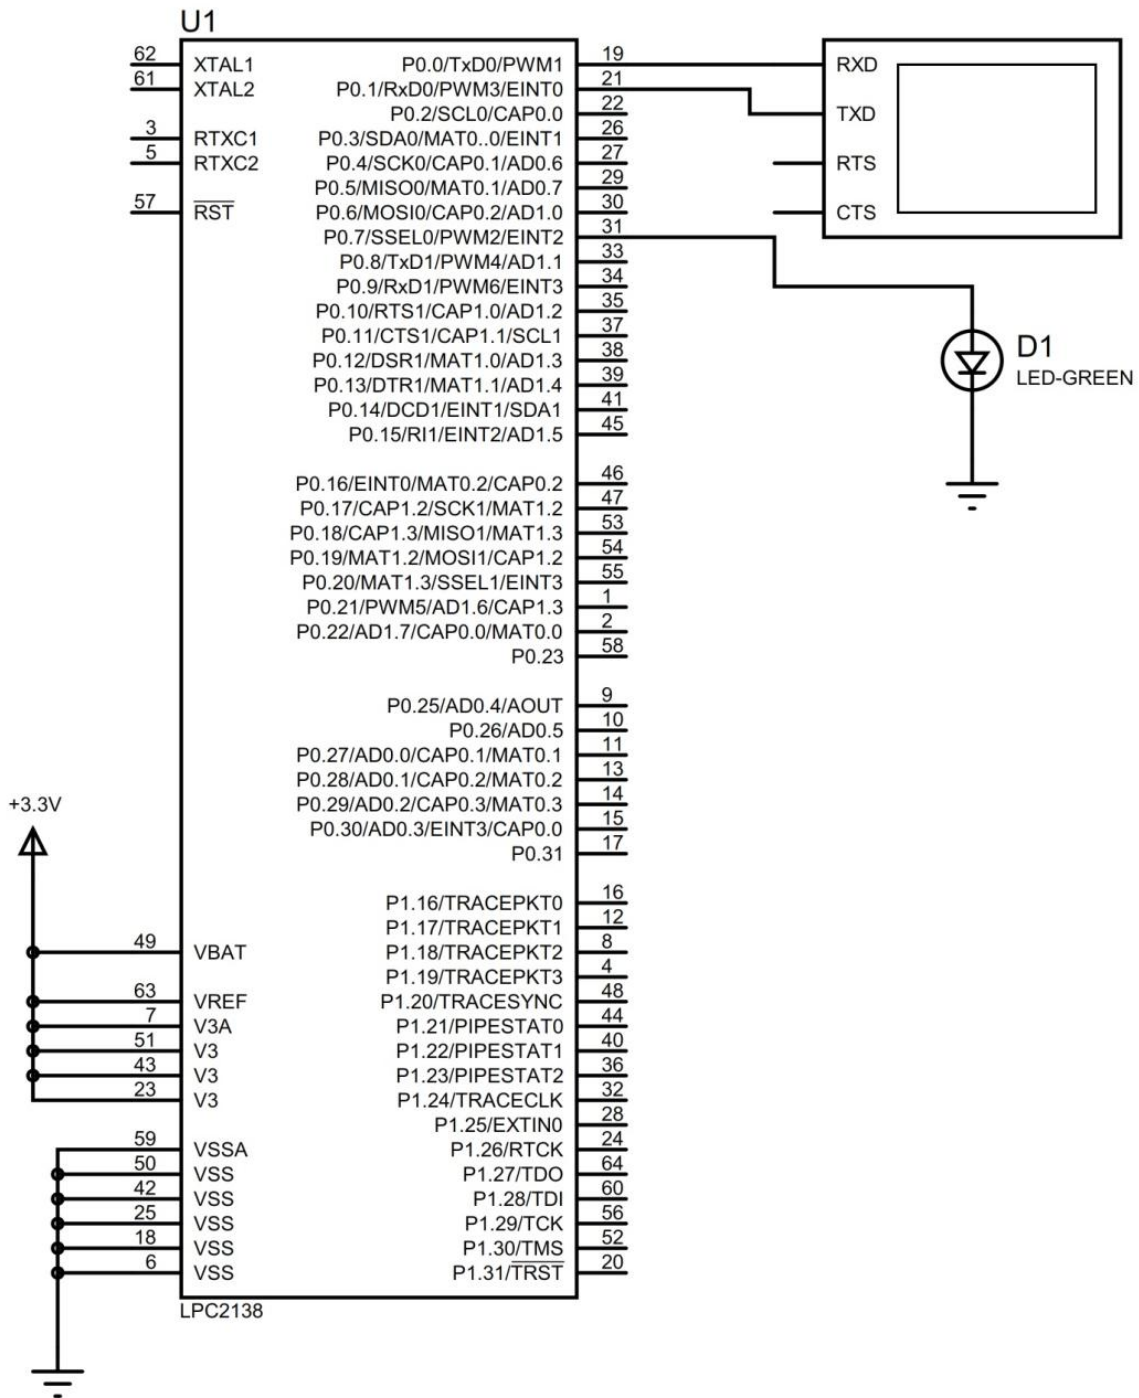 U1
62 XTAL1
61 XTAL2
3 RTXC1
5 RTXC2
57 RST
49 VBAT
63 VREF
7 V3A
51 V3
43 V3
23 V3
59 VSSA
50 VSS
42 VSS
25 VSS
18 VSS
6 VSS
P0.0/TxD0/PWM1 19
P0.1/RxD0/PWM3/EINT0 21
P0.2/SCL0/CAP0.0 22
P0.3/SDA0/MAT0..0/EINT1 26
P0.4/SCK0/CAP0.1/AD0.6 27
P0.5/MISO0/MAT0.1/AD0.7 29
P0.6/MOSI0/CAP0.2/AD1.0 30
P0.7/SSEL0/PWM2/EINT2 31
P0.8/TxD1/PWM4/AD1.1 33
P0.9/RxD1/PWM6/EINT3 34
P0.10/RTS1/CAP1.0/AD1.2 35
P0.11/CTS1/CAP1.1/SCL1 37
P0.12/DSR1/MAT1.0/AD1.3 38
P0.13/DTR1/MAT1.1/AD1.4 39
P0.14/DCD1/EINT1/SDA1 41
P0.15/RI1/EINT2/AD1.5 45
P0.16/EINT0/MAT0.2/CAP0.2 46
P0.17/CAP1.2/SCK1/MAT1.2 47
P0.18/CAP1.3/MISO1/MAT1.3 53
P0.19/MAT1.2/MOSI1/CAP1.2 54
P0.20/MAT1.3/SSEL1/EINT3 55
P0.21/PWM5/AD1.6/CAP1.3 1
P0.22/AD1.7/CAP0.0/MAT0.0 2
P0.23 58
P0.25/AD0.4/AOUT 9
P0.26/AD0.5 10
P0.27/AD0.0/CAP0.1/MAT0.1 11
P0.28/AD0.1/CAP0.2/MAT0.2 13
P0.29/AD0.2/CAP0.3/MAT0.3 14
P0.30/AD0.3/EINT3/CAP0.0 15
P0.31 17
P1.16/TRACEPKT0 16
P1.17/TRACEPKT1 12
P1.18/TRACEPKT2 8
P1.19/TRACEPKT3 4
P1.20/TRACESYNC 48
P1.21/PIPESTAT0 44
P1.22/PIPESTAT1 40
P1.23/PIPESTAT2 36
P1.24/TRACECLK 32
P1.25/EXTIN0 28
P1.26/RTCK 24
P1.27/TDO 64
P1.28/TDI 60
P1.29/TCK 56
P1.30/TMS 52
P1.31/TRST 20
LPC2138
+3.3V
RXD
TXD
RTS
CTS
D1
LED-GREEN